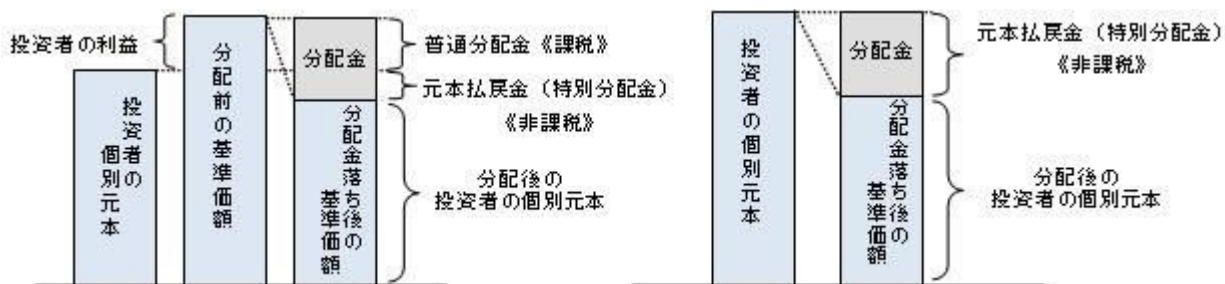 投資者の利益
投資者の
個別元本
分配前の基準価額
分配金
分配金落ち後の
基準価額
普通分配金《課税》
元本払戻金（特別分配金）
《非課税》
分配後の
投資者の個別元本
投資者の個別元本
分配金
分配金落ち後の
基準価額
元本払戻金（特別分配金）
《非課税》
分配後の
投資者の個別元本